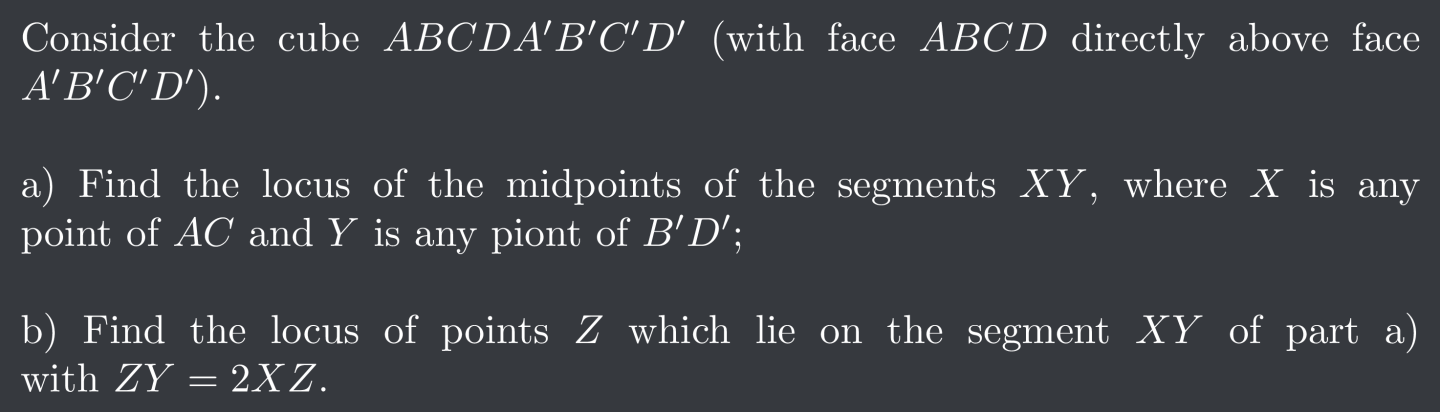 Consider the cube ABCDA′B′C′D′ (with face ABCD directly above face
A′B′C′D′).
a) Find the locus of the midpoints of the segments XY, where X is any
point of AC and Y is any piont of B′D′;
b) Find the locus of points Z which lie on the segment XY of part a)
with ZY = 2XZ.